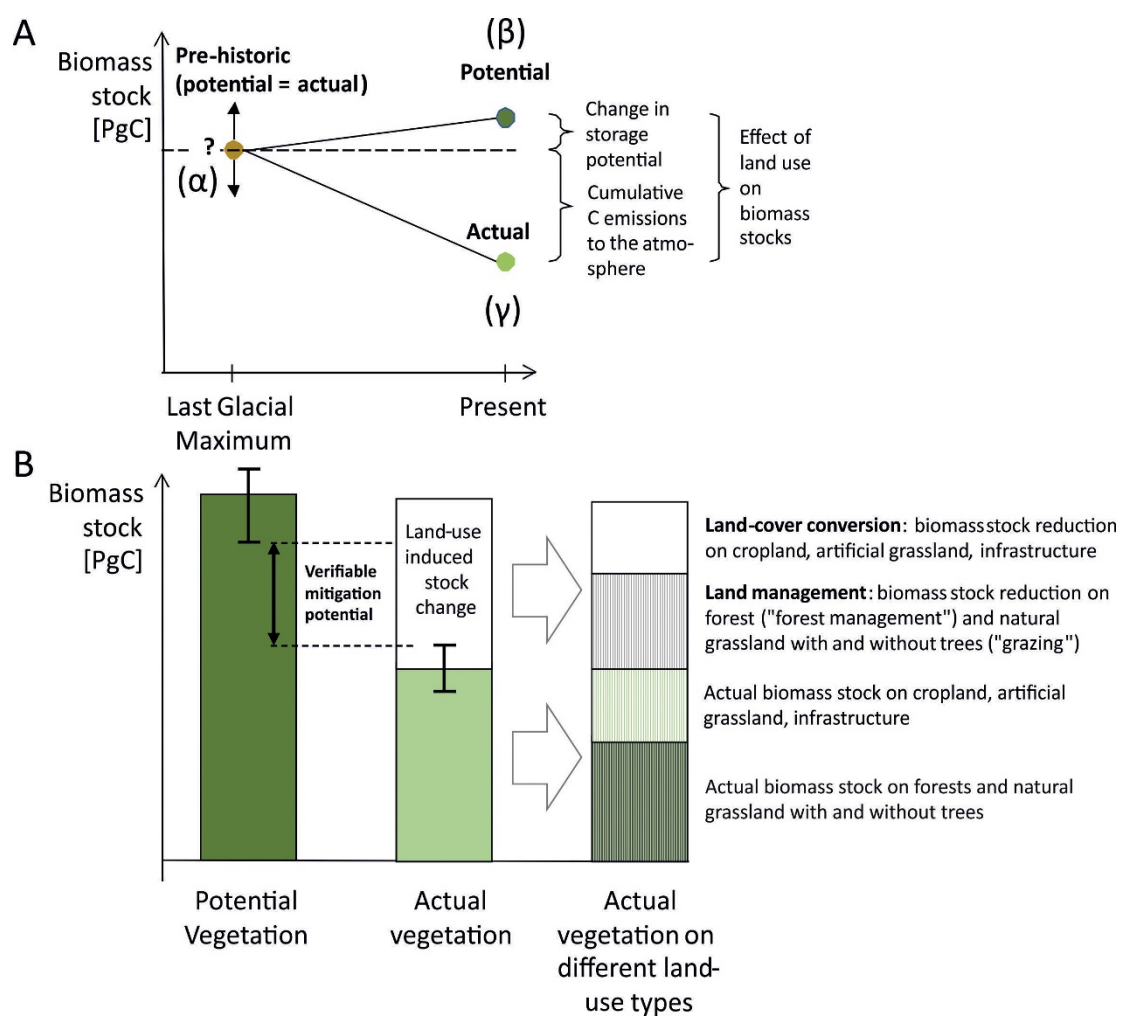 A
Biomass
stock
[PgC]
Pre-historic
(potential = actual)
?
(α)
(β)
Potential
Actual
(γ)
Change in
storage
potential
Cumulative
C emissions
to the atmo-
sphere
Effect of
land use
on
biomass
stocks
Last Glacial
Maximum
Present
B
Biomass
stock
[PgC]
Verifiable
mitigation
potential
Land-use
induced
stock
change
Land-cover conversion: biomass stock reduction
on cropland, artificial grassland, infrastructure
Land management: biomass stock reduction on
forest ("forest management") and natural
grassland with and without trees ("grazing")
Actual biomass stock on cropland, artificial
grassland, infrastructure
Actual biomass stock on forests and natural
grassland with and without trees
Potential
Vegetation
Actual
vegetation
Actual
vegetation on
different land-
use types